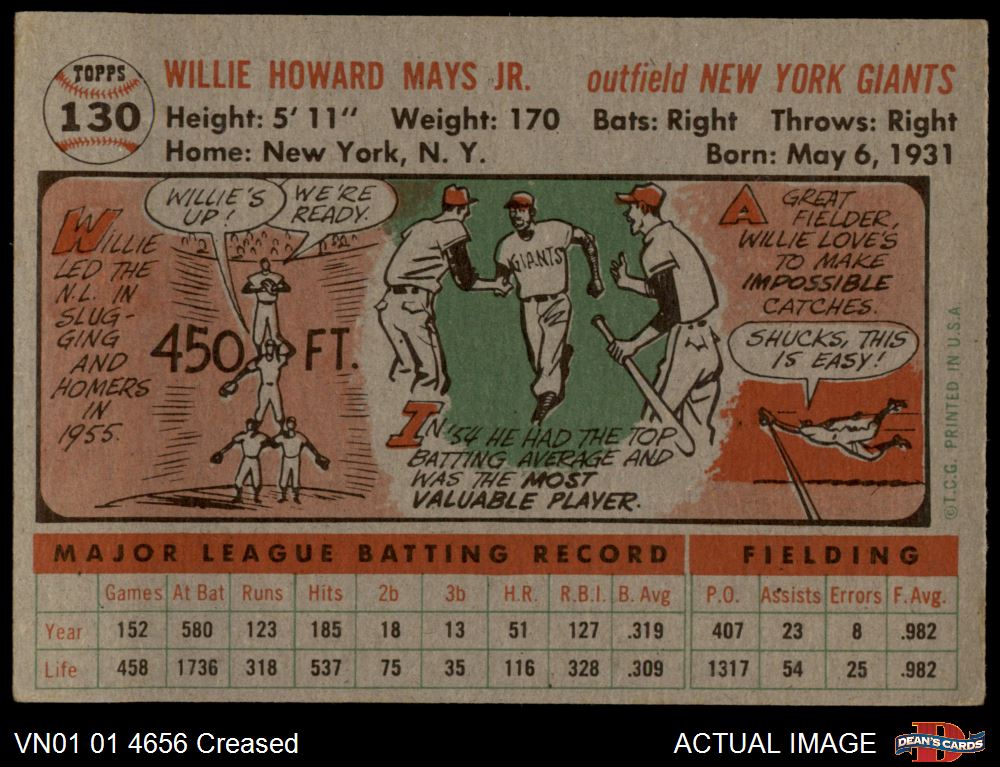 TOPPS
130
WILLIE HOWARD MAYS JR. outfield NEW YORK GIANTS
Height: 5' 11" Weight: 170 Bats: Right Throws: Right
Home: New York, N. Y. Born: May 6, 1931
WILLIE
LED THE
N.L. IN
SLUG-
GING
AND
HOMERS
IN
1955.
WILLIE'S
UP!
WE'RE
READY.
450 FT.
GIANTS
IN '54 HE HAD THE TOP
BATTING AVERAGE AND
WAS THE MOST
VALUABLE PLAYER.
A GREAT
FIELDER,
WILLIE LOVE'S
TO MAKE
IMPOSSIBLE
CATCHES.
SHUCKS, THIS
IS EASY!
©T.C.G. PRINTED IN U.S.A
MAJOR LEAGUE BATTING RECORD FIELDING
Games At Bat Runs Hits 2b 3b H.R. R.B.I. B. Avg P.O. Assists Errors F. Avg.
Year 152 580 123 185 18 13 51 127 .319 407 23 8 .982
Life 458 1736 318 537 75 35 116 328 .309 1317 54 25 .982
VN01 01 4656 Creased ACTUAL IMAGE
D
DEAN'S CARDS